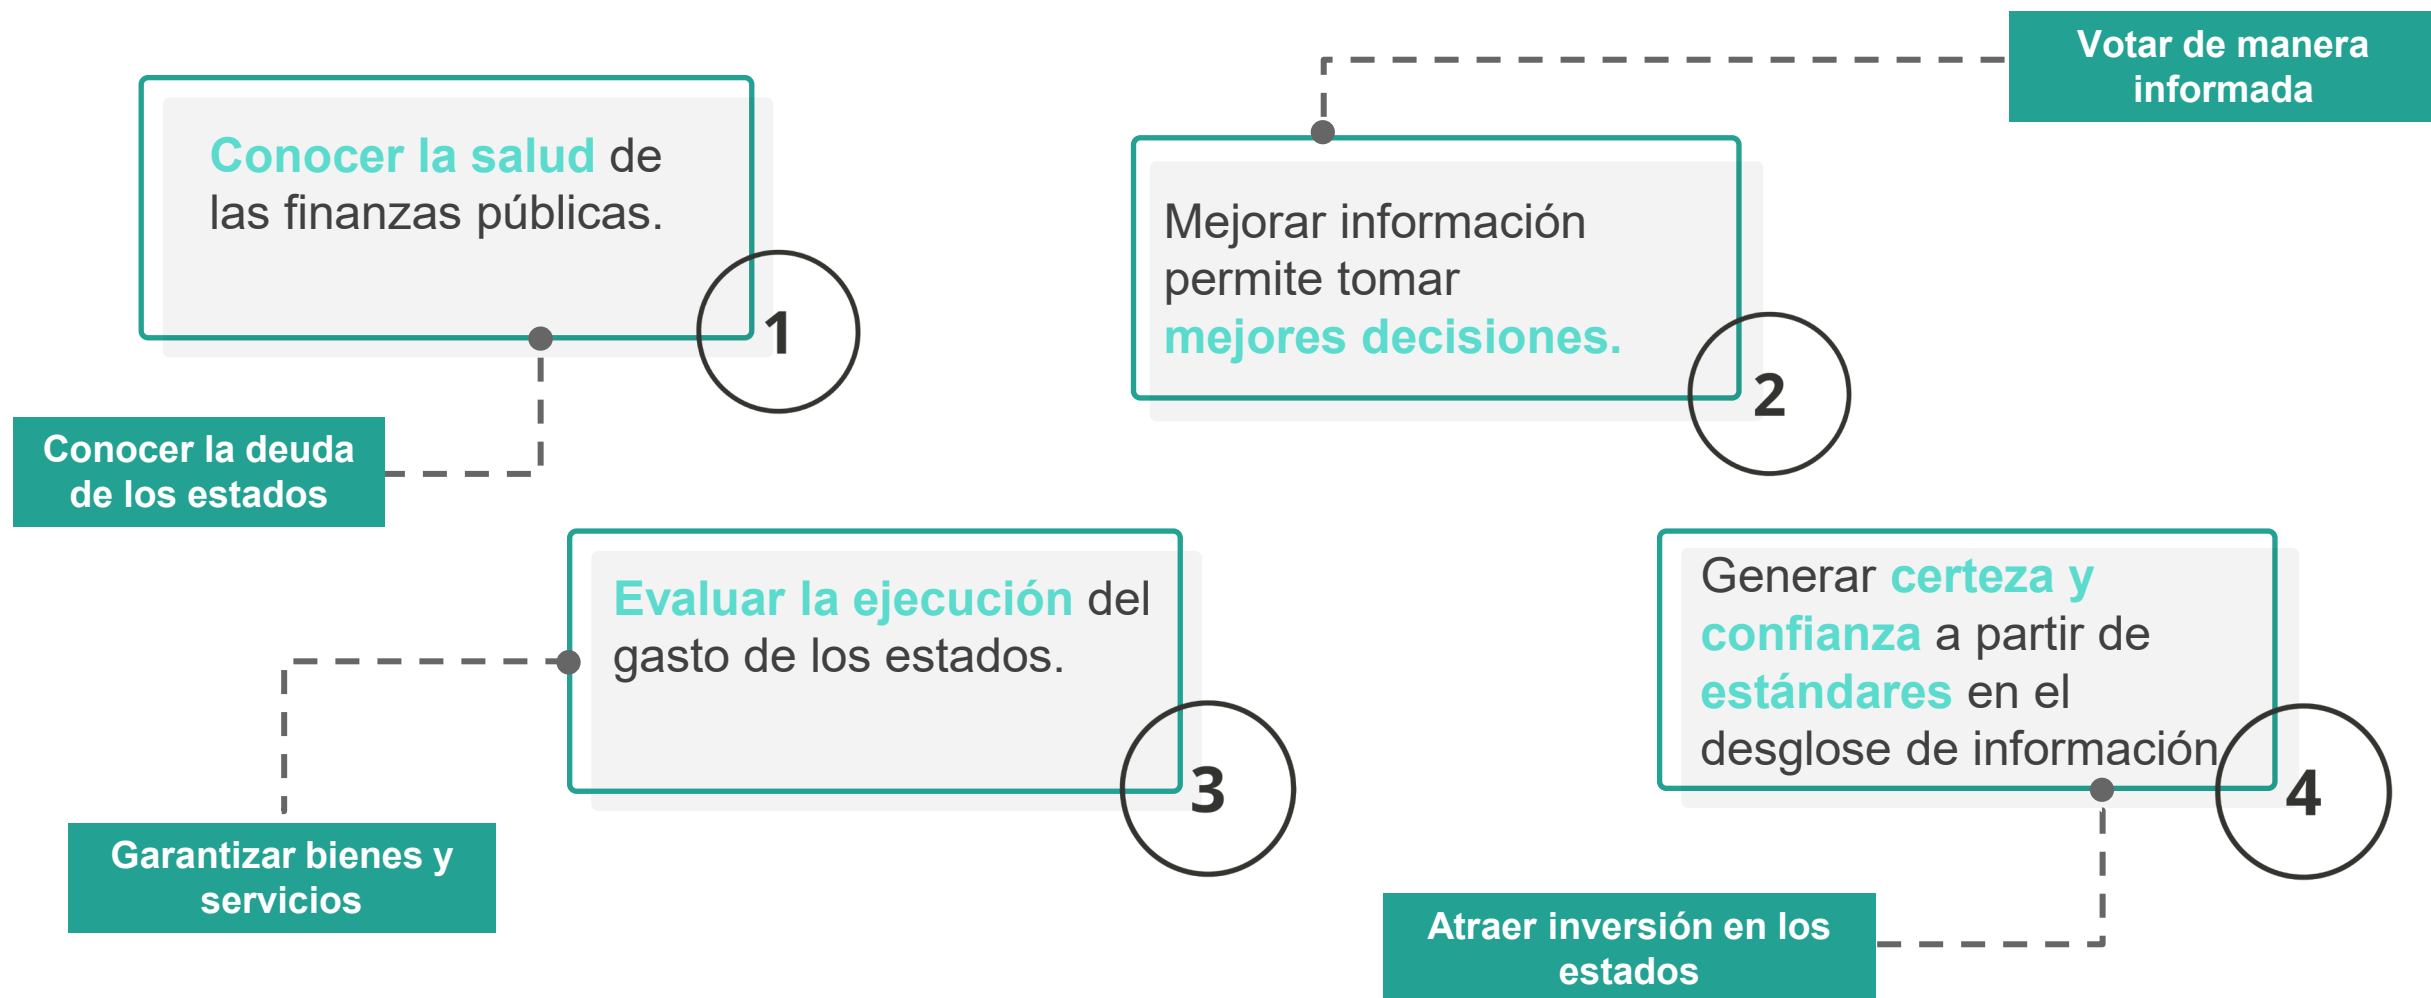 Conocer la salud de
las finanzas públicas.
1
Conocer la deuda
de los estados
Votar de manera
informada
Mejorar información
permite tomar
mejores decisiones.
2
Evaluar la ejecución del
gasto de los estados.
3
Garantizar bienes y
servicios
Generar certeza y
confianza a partir de
estándares en el
desglose de información
4
Atraer inversión en los
estados